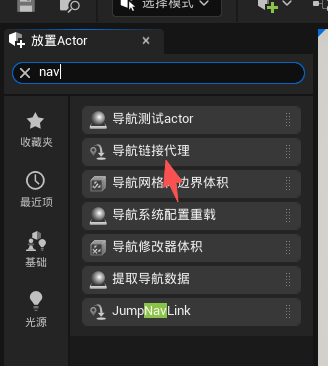 选择模式
放置Actor
nav
收藏夹
最近项
基础
光源
导航测试actor
导航链接代理
导航网格
边界体积
导航系统配置重载
导航修改器体积
提取导航数据
JumpNavLink